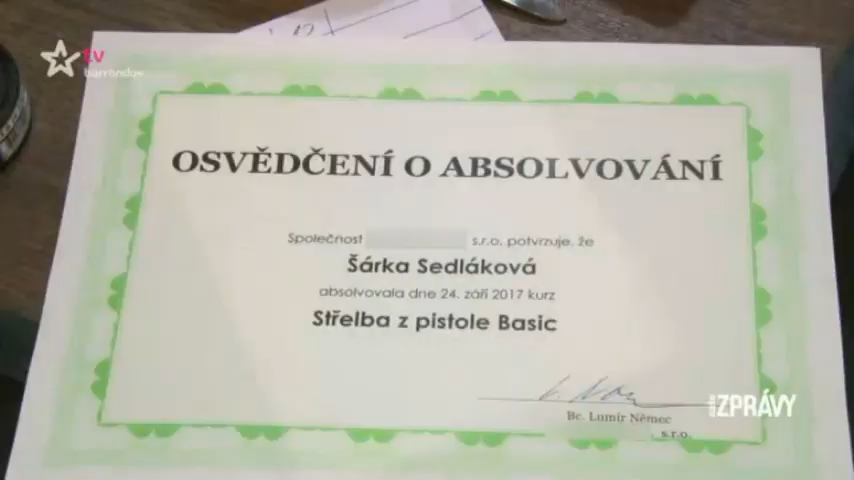 tv
barrandov
OSVĚDČENÍ O ABSOLVOVÁNÍ
Společnost s.r.o. potvrzuje, že
Šárka Sedláková
absolvovala dne 24. září 2017 kurz
Střelba z pistole Basic
Bc. Lumír Němec
, s.r.o.
ZPRÁVY